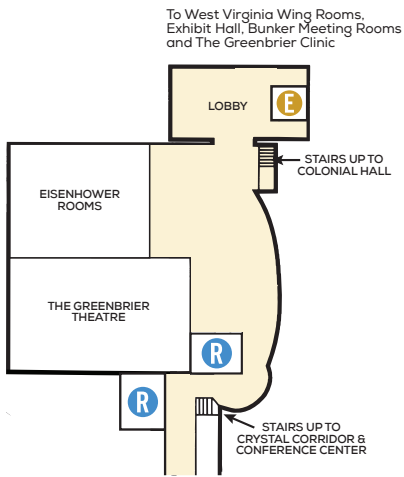 To West Virginia Wing Rooms,
Exhibit Hall, Bunker Meeting Rooms
and The Greenbrier Clinic
LOBBY
E
STAIRS UP TO
COLONIAL HALL
EISENHOWER
ROOMS
THE GREENBRIER
THEATRE
R
R
STAIRS UP TO
CRYSTAL CORRIDOR &
CONFERENCE CENTER